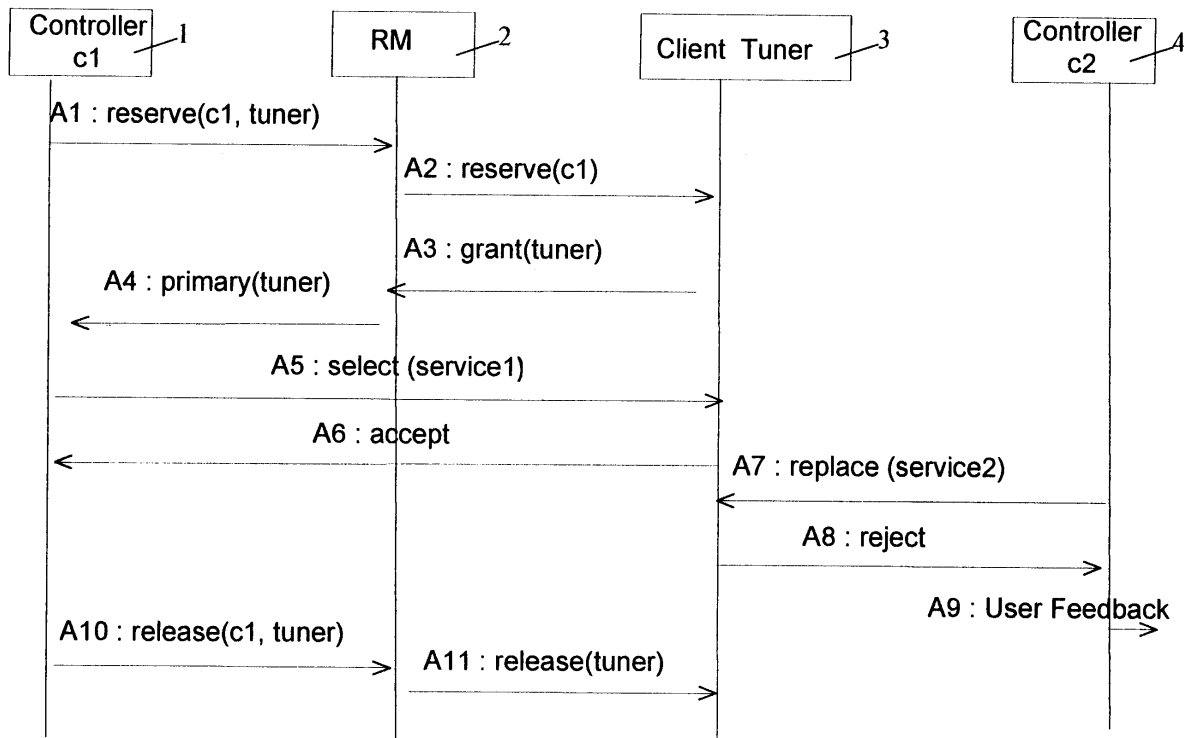 Controller
c1
1
RM
2
Client Tuner
3
Controller
c2
4
A1 : reserve(c1, tuner)
A2 : reserve(c1)
A3 : grant(tuner)
A4 : primary(tuner)
A5 : select (service1)
A6 : accept
A7 : replace (service2)
A8 : reject
A9 : User Feedback
A10 : release(c1, tuner)
A11 : release(tuner)